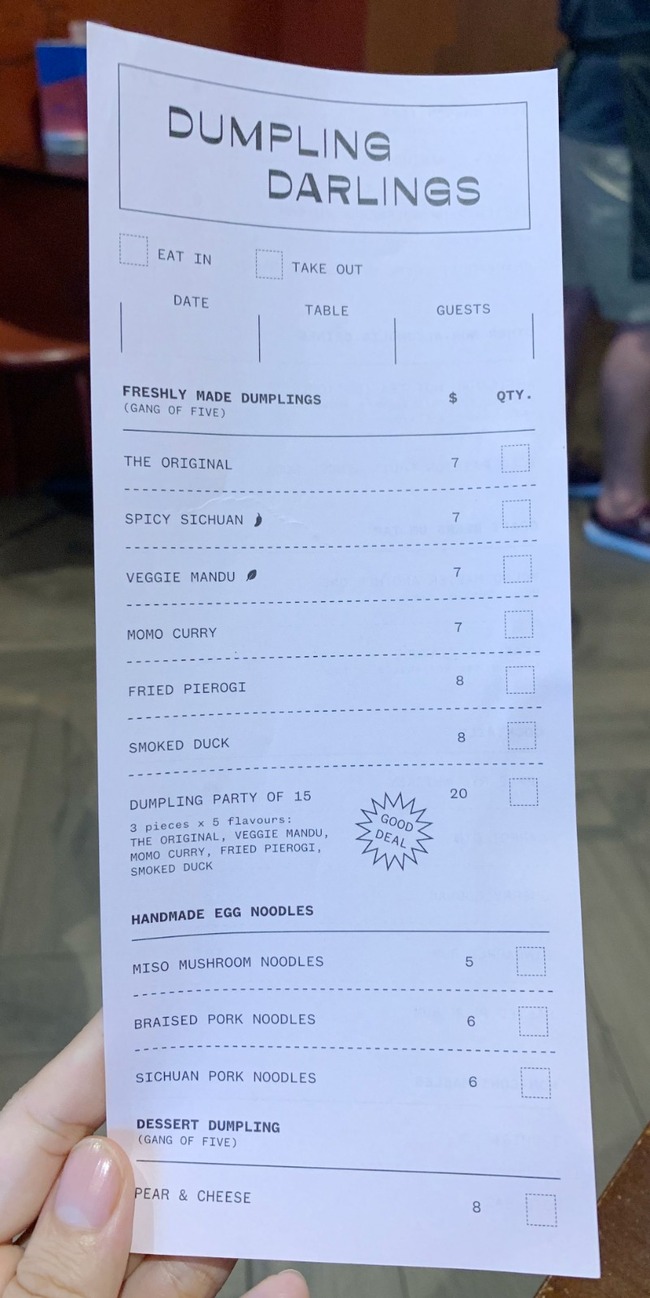 DUMPLING
DARLINGS
EAT IN TAKE OUT
DATE TABLE GUESTS
FRESHLY MADE DUMPLINGS $ QTY.
(GANG OF FIVE)
THE ORIGINAL 7
SPICY SICHUAN 7
VEGGIE MANDU 7
MOMO CURRY 7
FRIED PIEROGI 8
SMOKED DUCK 8
DUMPLING PARTY OF 15 20
3 pieces x 5 flavours:
THE ORIGINAL, VEGGIE MANDU,
MOMO CURRY, FRIED PIEROGI,
SMOKED DUCK
GOOD
DEAL
HANDMADE EGG NOODLES
MISO MUSHROOM NOODLES 5
BRAISED PORK NOODLES 6
SICHUAN PORK NOODLES 6
DESSERT DUMPLING
(GANG OF FIVE)
PEAR & CHEESE 8